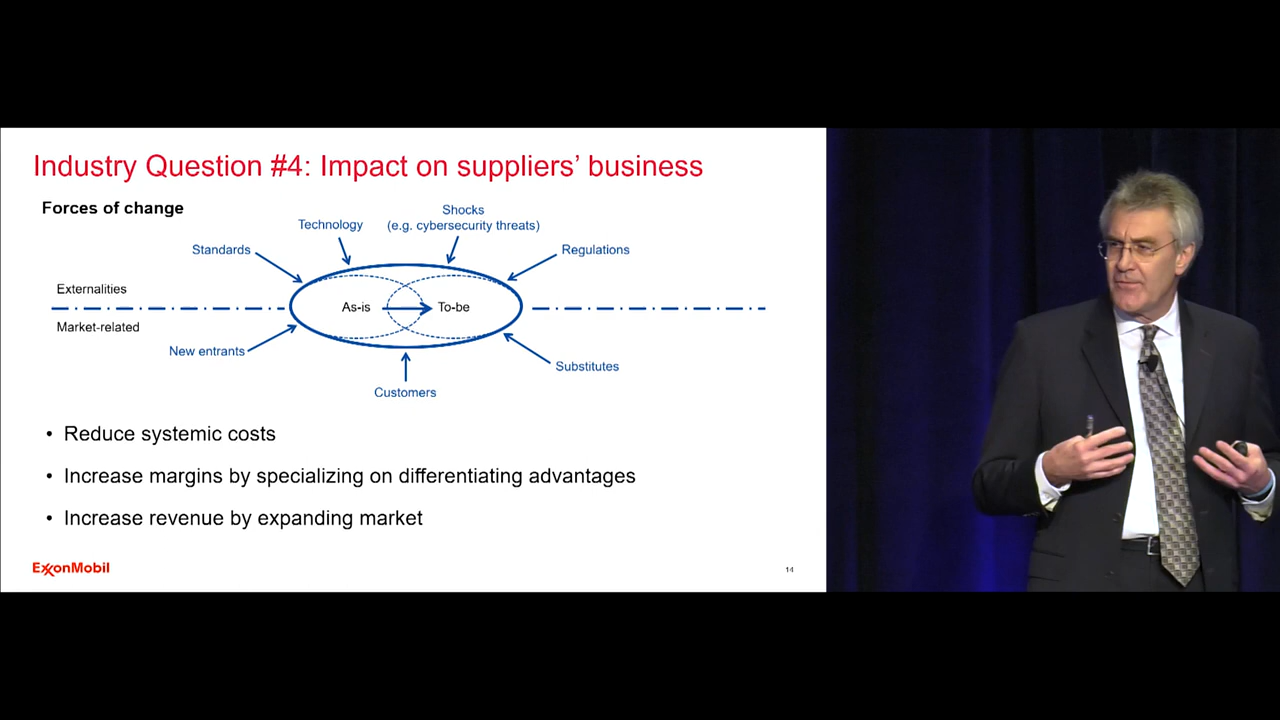 Industry Question #4: Impact on suppliers’ business
Forces of change
Shocks
Technology
(e.g. cybersecurity threats)
Standards
Regulations
Externalities
As-is
To-be
Market-related
New entrants
Substitutes
Customers
• Reduce systemic costs
• Increase margins by specializing on differentiating advantages
• Increase revenue by expanding market
ExxonMobil
14